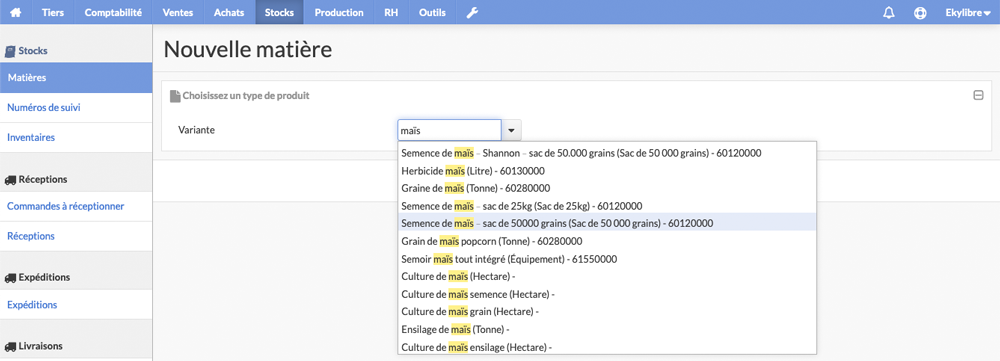 Tiers Comptabilité Ventes Achats Stocks Production RH Outils Ekylibre
Stocks
Matières
Numéros de suivi
Inventaires
Réceptions
Commandes à réceptionner
Réceptions
Expéditions
Expéditions
Livraisons
Nouvelle matière
Choisissez un type de produit
Variante
maïs
Semence de maïs - Shannon - sac de 50.000 grains (Sac de 50 000 grains) - 60120000
Herbicide maïs (Litre) - 60130000
Graine de maïs (Tonne) - 60280000
Semence de maïs - sac de 25kg (Sac de 25kg) - 60120000
Semence de maïs - sac de 50000 grains (Sac de 50 000 grains) - 60120000
Grain de maïs popcorn (Tonne) - 60280000
Semoir maïs tout intégré (Équipement) - 61550000
Culture de maïs (Hectare) -
Culture de maïs semence (Hectare) -
Culture de maïs grain (Hectare) -
Ensilage de maïs (Tonne) -
Culture de maïs ensilage (Hectare) -